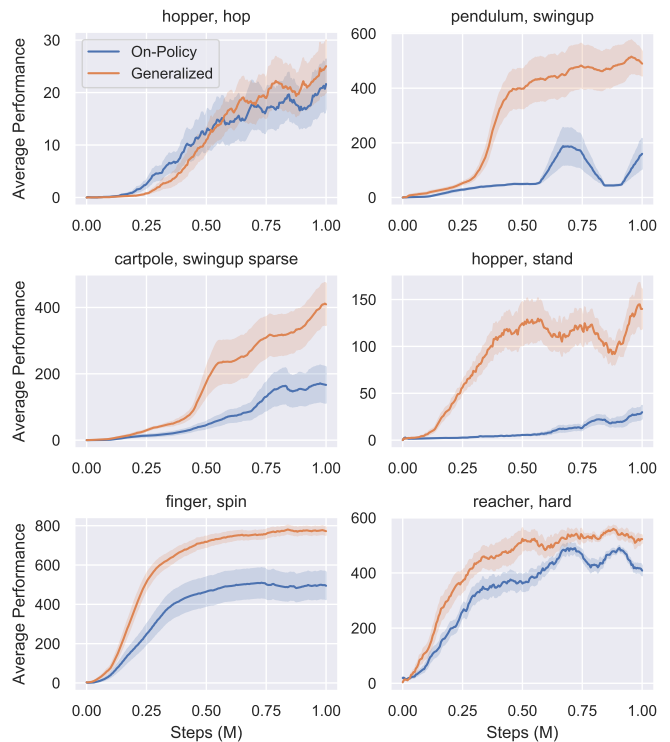 hopper, hop
pendulum, swingup
Average Performance
30
20
10
0
On-Policy
Generalized
0.00 0.25 0.50 0.75 1.00
600
400
200
0
0.00 0.25 0.50 0.75 1.00
cartpole, swingup sparse
hopper, stand
Average Performance
400
200
0
0.00 0.25 0.50 0.75 1.00
150
100
50
0
0.00 0.25 0.50 0.75 1.00
finger, spin
reacher, hard
Average Performance
800
600
400
200
0
0.00 0.25 0.50 0.75 1.00
Steps (M)
600
400
200
0
0.00 0.25 0.50 0.75 1.00
Steps (M)